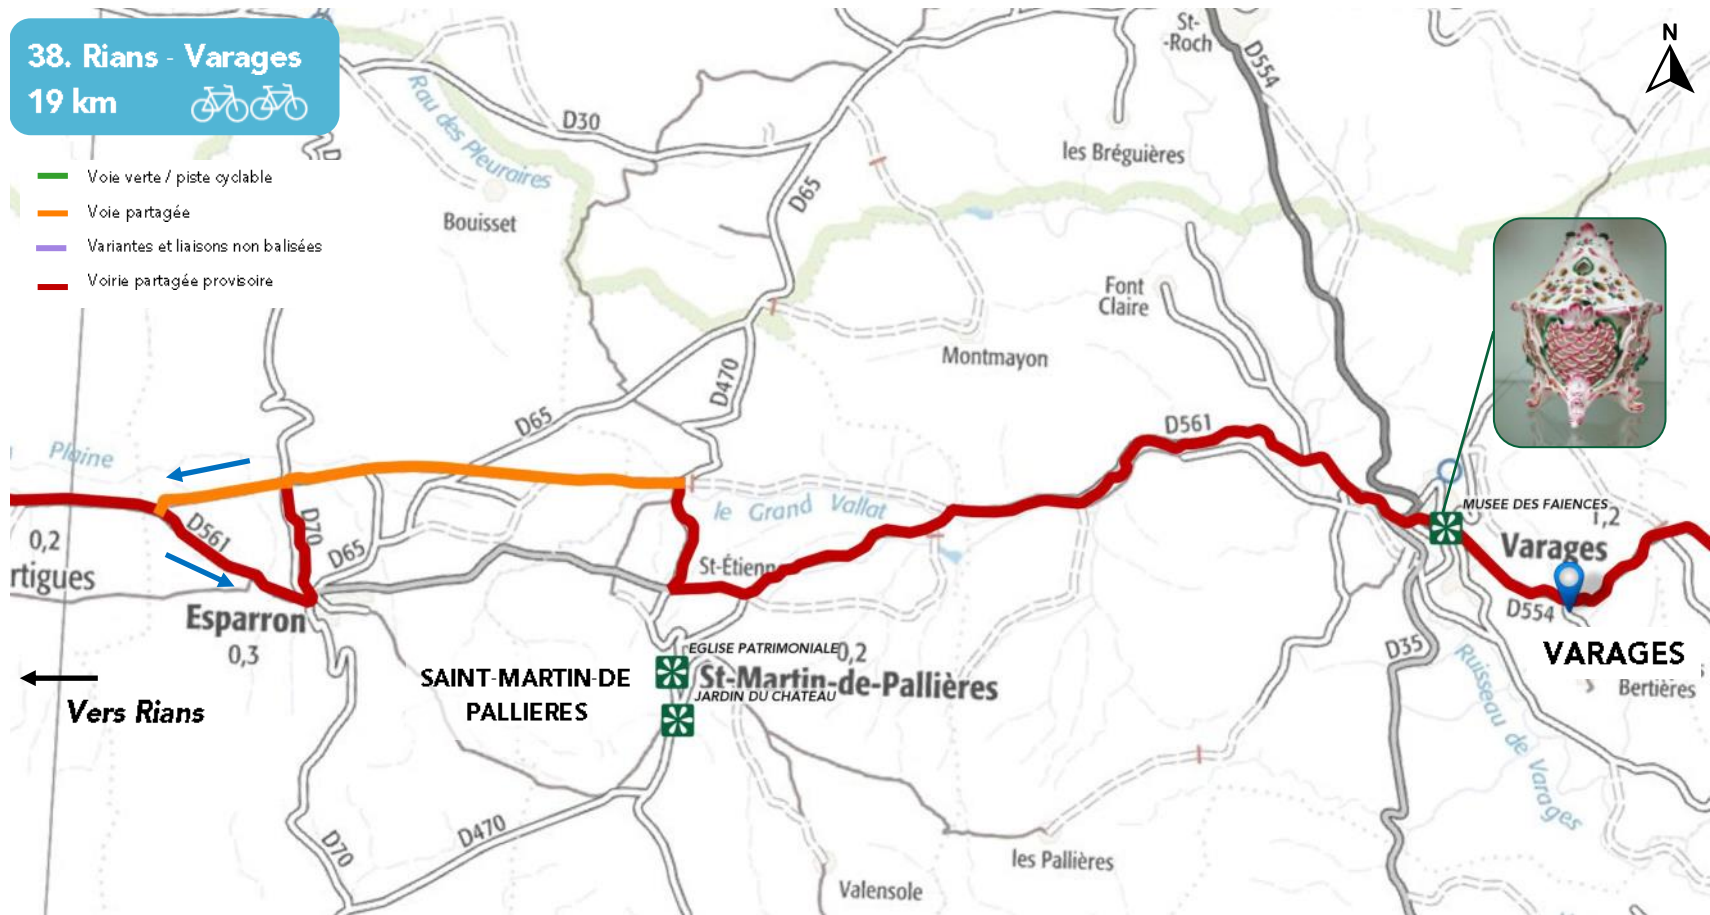 38. Rians - Varages
19 km
Voie verte / piste cyclable
Voie partagée
Variantes et liaisons non balisées
Voirie partagée provisoire
N
St-
-Roch
D554
D30
Rau des Pleuraires
les Bréguières
D65
Bouisset
Font
Claire
Montmayon
D470
D65
D561
Plaine
le Grand Vallat
MUSEE DES FAIENCES
1,2
Varages
D561
D70
D65
0,2
rtigues
St-Étienne
Esparron
0,3
D554
D35
Ruisseau de Varages
VARAGES
Bertières
EGLISE PATRIMONIALE
0,2
SAINT-MARTIN-DE
PALLIERES
St-Martin-de-Pallières
JARDIN DU CHATEAU
Vers Rians
D470
D70
les Pallières
Valensole